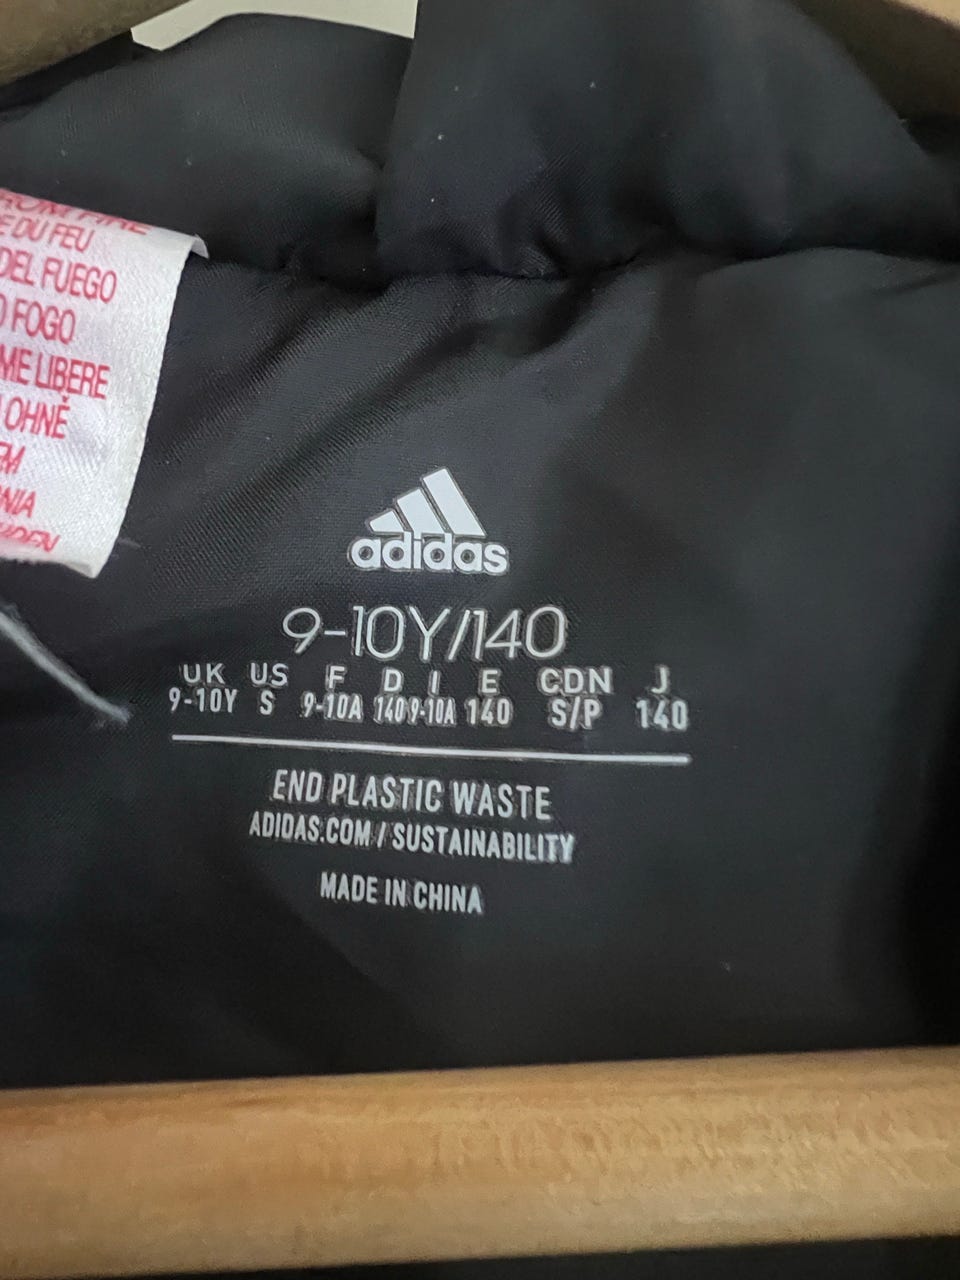 DU FEU
DEL FUEGO
FOGO
LIBERE
OHNĚ
adidas
9-10Y/140
UK US F D I E CDN J
9-10Y S 9-10A 140 9-10A 140 S/P 140
END PLASTIC WASTE
ADIDAS.COM / SUSTAINABILITY
MADE IN CHINA